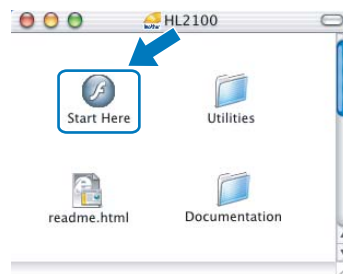 HL2100
Start Here
Utilities
readme.html
Documentation